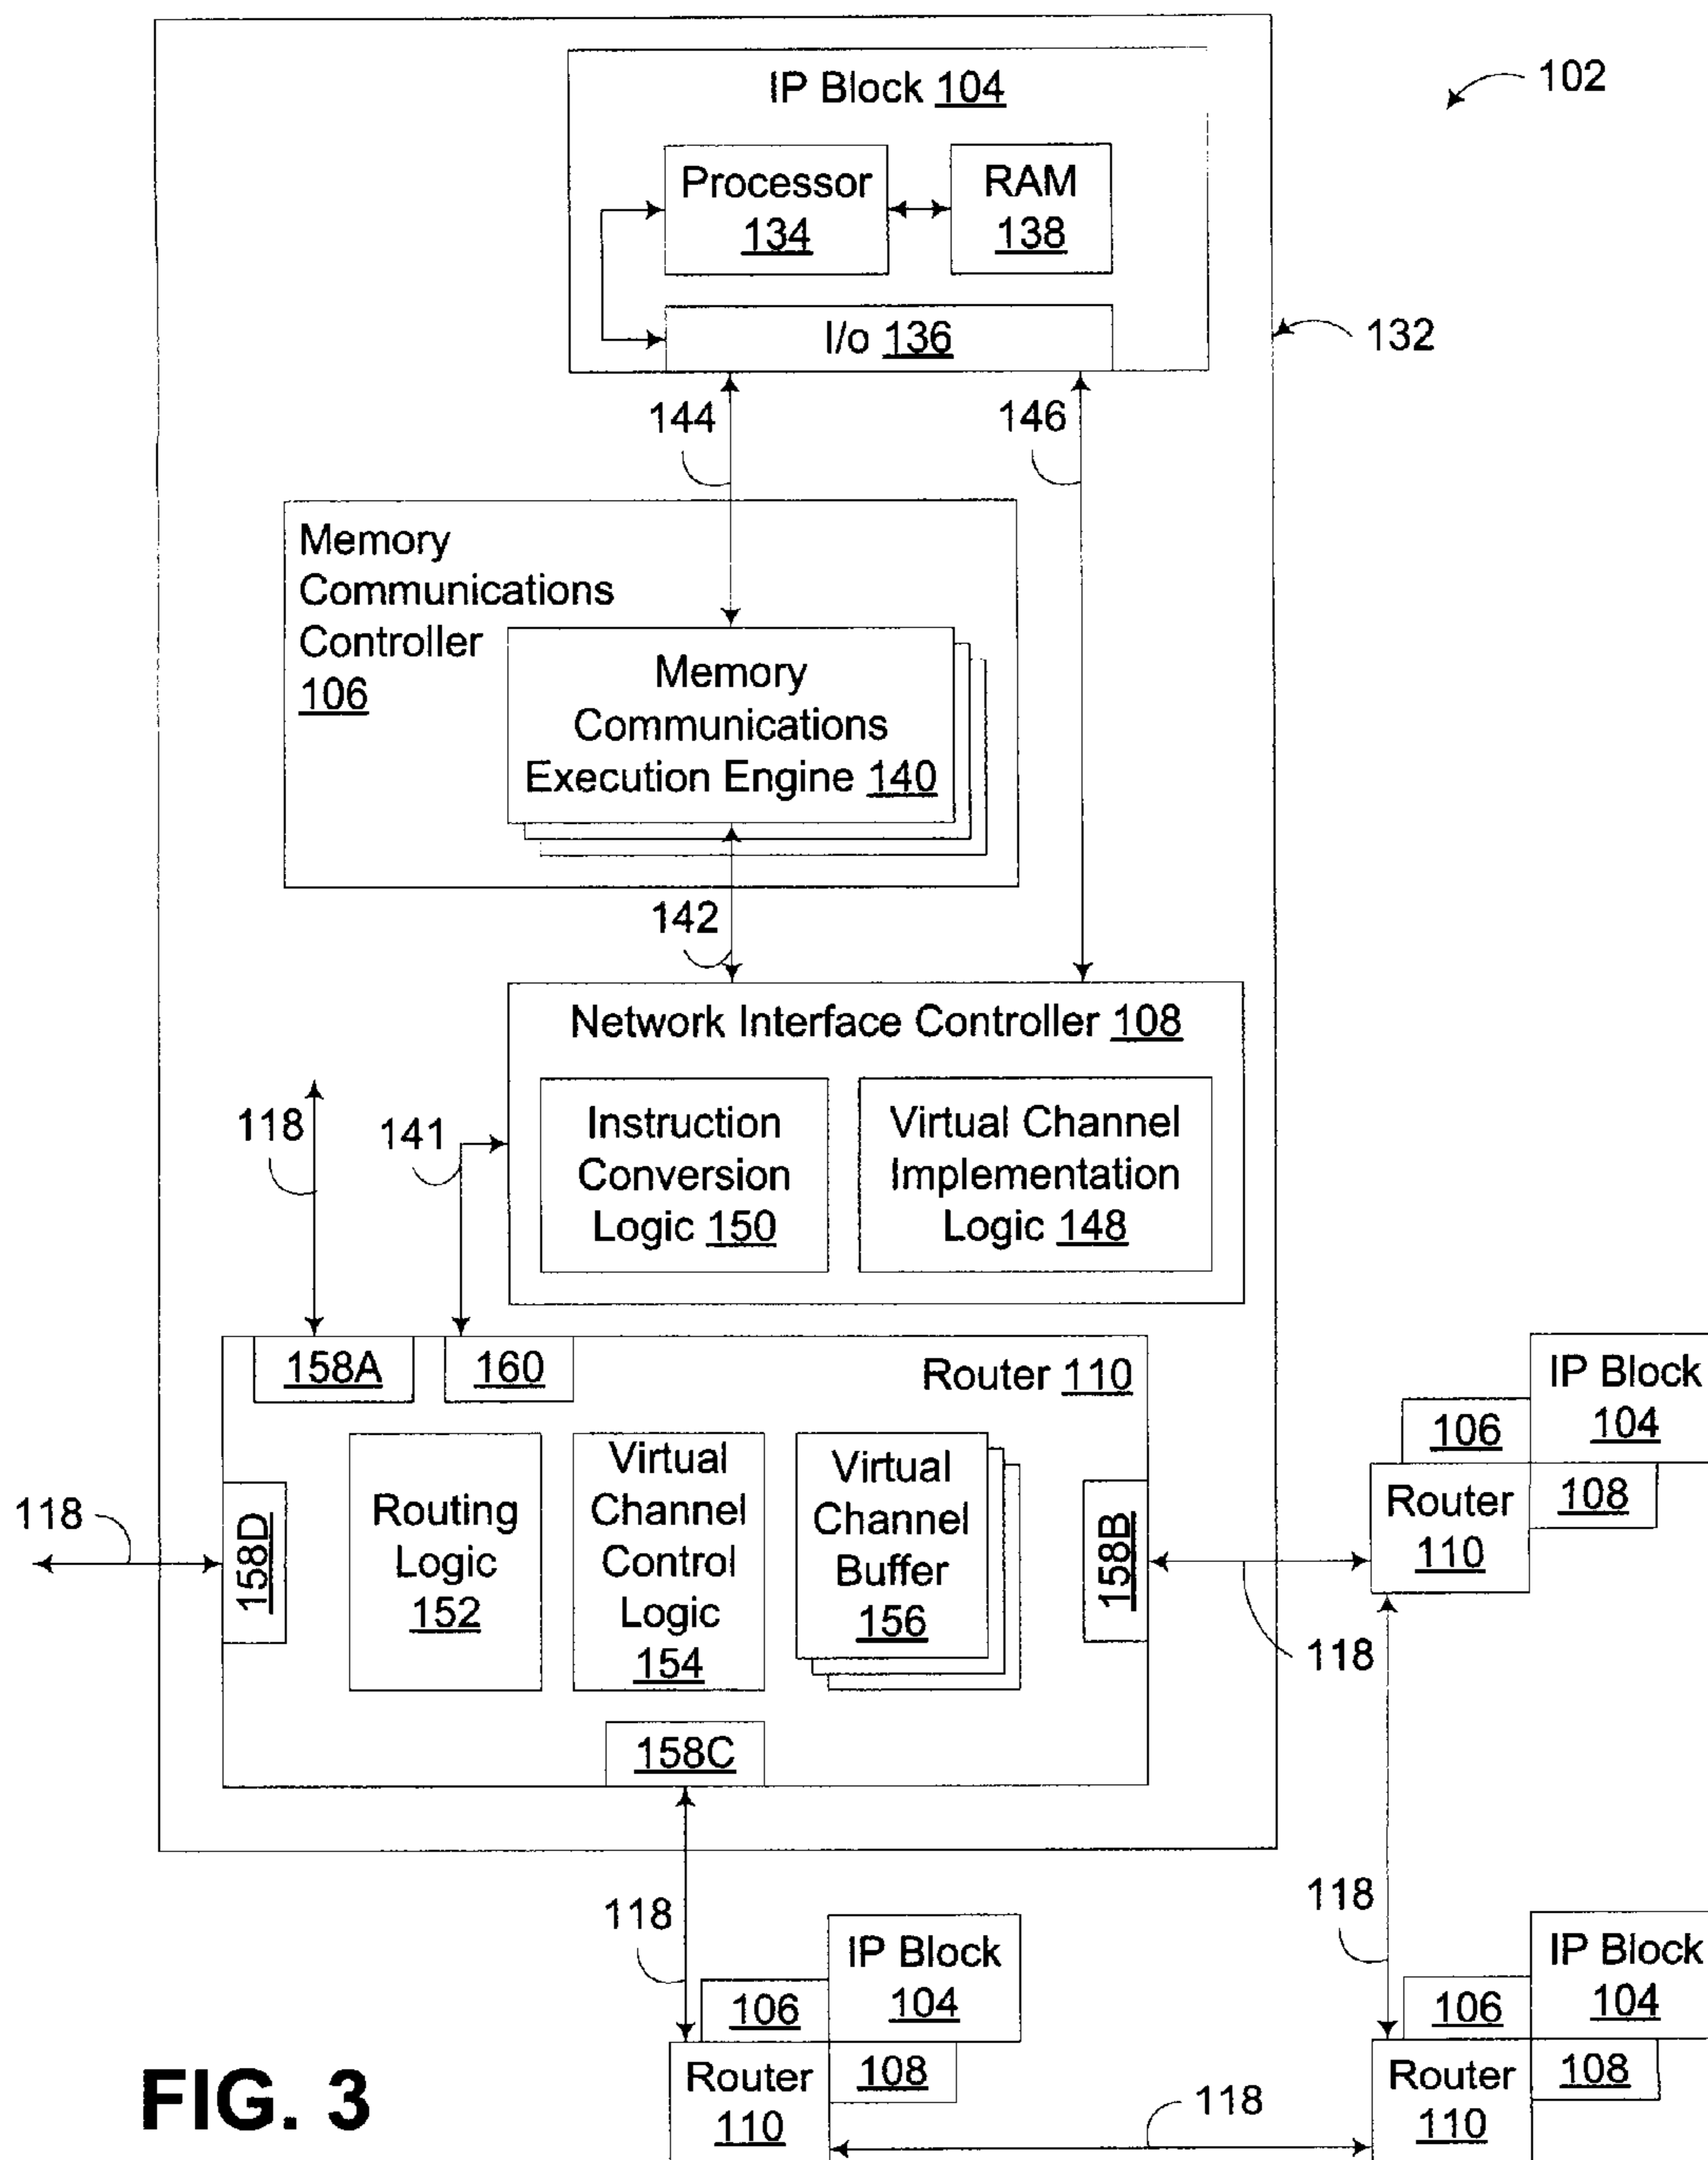 IP Block 104
102
Processor
134
RAM
138
I/o 136
132
144
146
Memory
Communications
Controller
106
Memory
Communications
Execution Engine 140
142
Network Interface Controller 108
118
141
Instruction
Conversion
Logic 150
Virtual Channel
Implementation
Logic 148
158A
160
Router 110
118
158D
Routing
Logic
152
Virtual
Channel
Control
Logic
154
Virtual
Channel
Buffer
156
158B
118
158C
IP Block
104
106
108
Router
110
118
118
IP Block
104
106
108
Router
110
118
IP Block
104
106
108
Router
110
FIG. 3